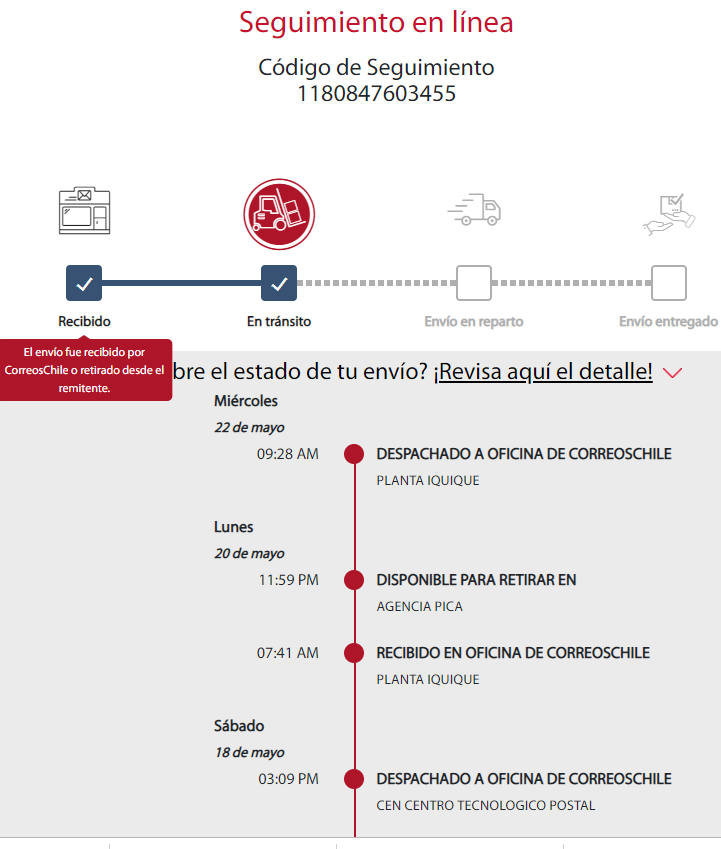 Seguimiento en línea
Código de Seguimiento
1180847603455
Recibido
En tránsito
Envío en reparto
Envío entregado
El envío fue recibido por
CorreosChile o retirado desde el
remitente.
bre el estado de tu envío? ¡Revisa aquí el detalle!
Miércoles
22 de mayo
09:28 AM
DESPACHADO A OFICINA DE CORREOSCHILE
PLANTA IQUIQUE
Lunes
20 de mayo
11:59 PM
DISPONIBLE PARA RETIRAR EN
AGENCIA PICA
07:41 AM
RECIBIDO EN OFICINA DE CORREOSCHILE
PLANTA IQUIQUE
Sábado
18 de mayo
03:09 PM
DESPACHADO A OFICINA DE CORREOSCHILE
CEN CENTRO TECNOLOGICO POSTAL